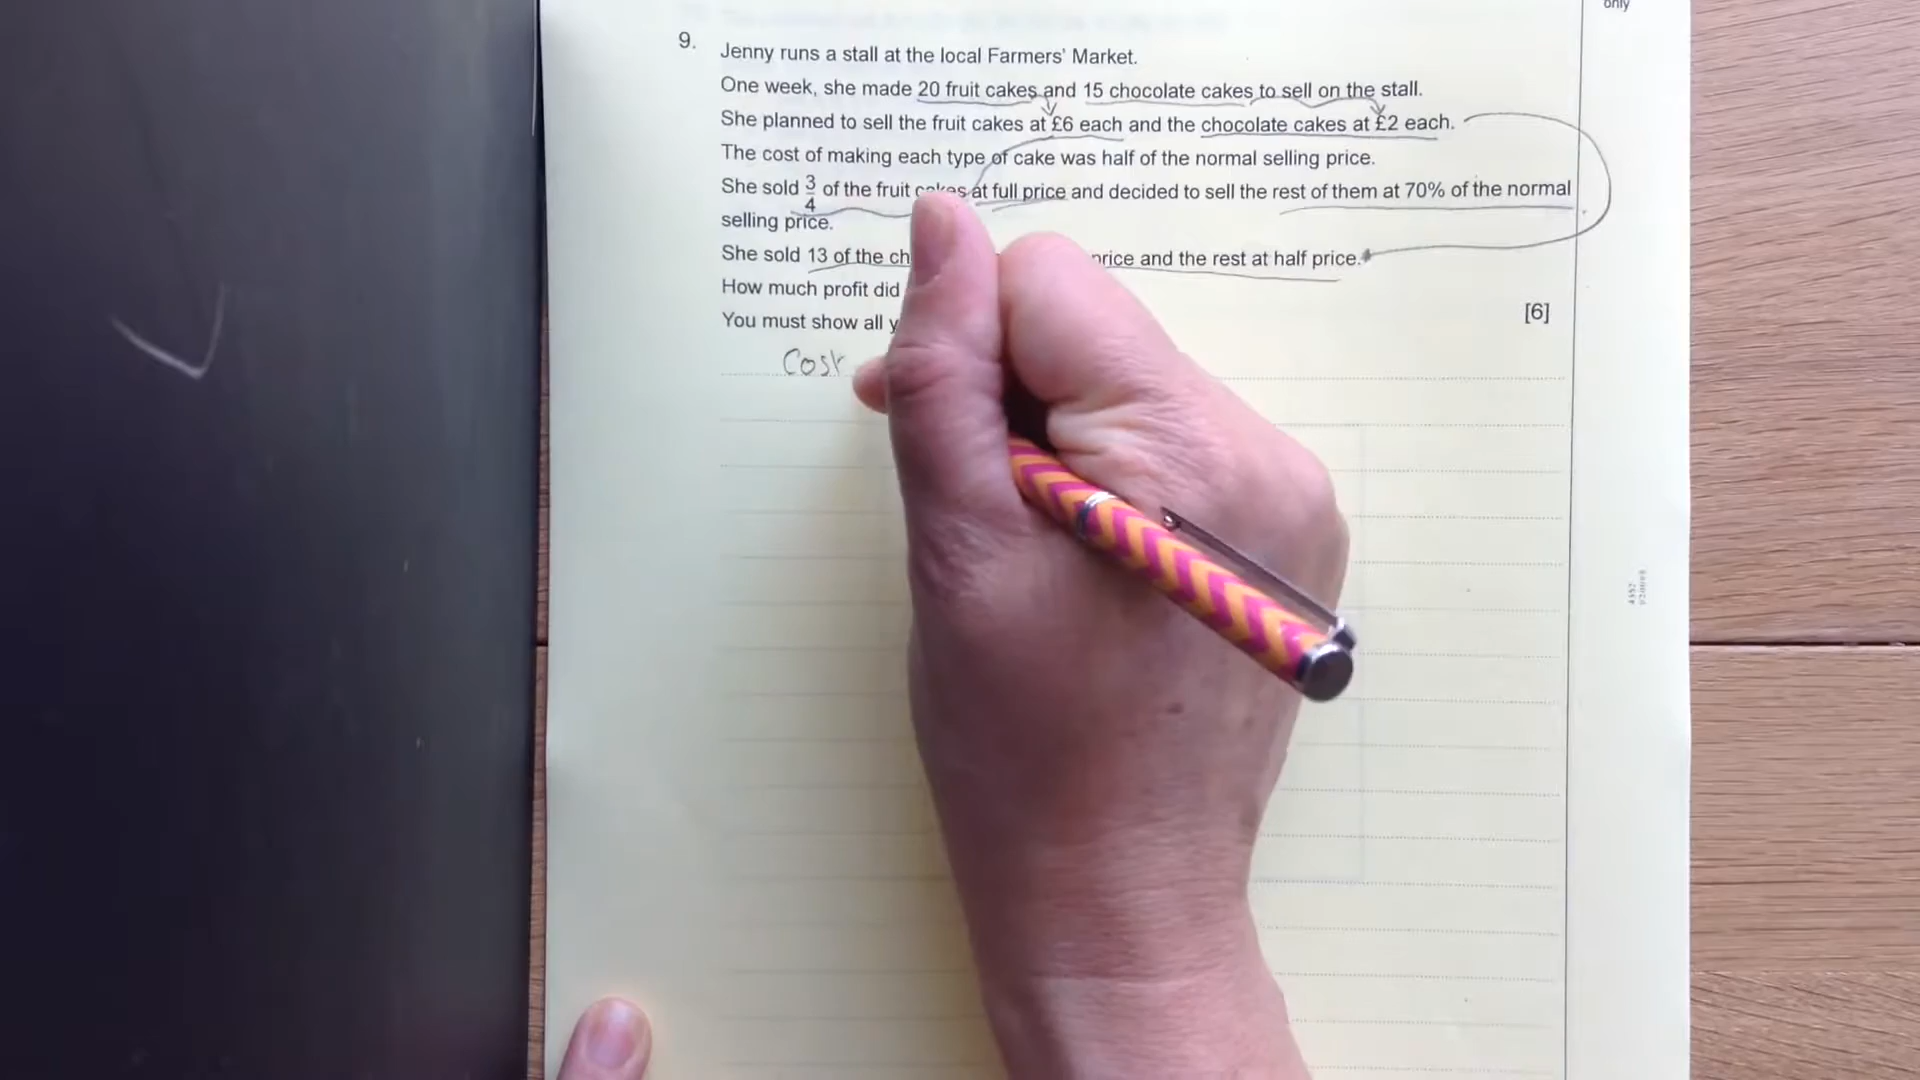 only
9.
Jenny runs a stall at the local Farmers' Market.
One week, she made 20 fruit cakes and 15 chocolate cakes to sell on the stall.
She planned to sell the fruit cakes at £6 each and the chocolate cakes at £2 each.
The cost of making each type of cake was half of the normal selling price.
She sold 3/4 of the fruit cakes at full price and decided to sell the rest of them at 70% of the normal
selling price.
She sold 13 of the price and the rest at half price.
How much profit did
You must show all
[6]
Cost